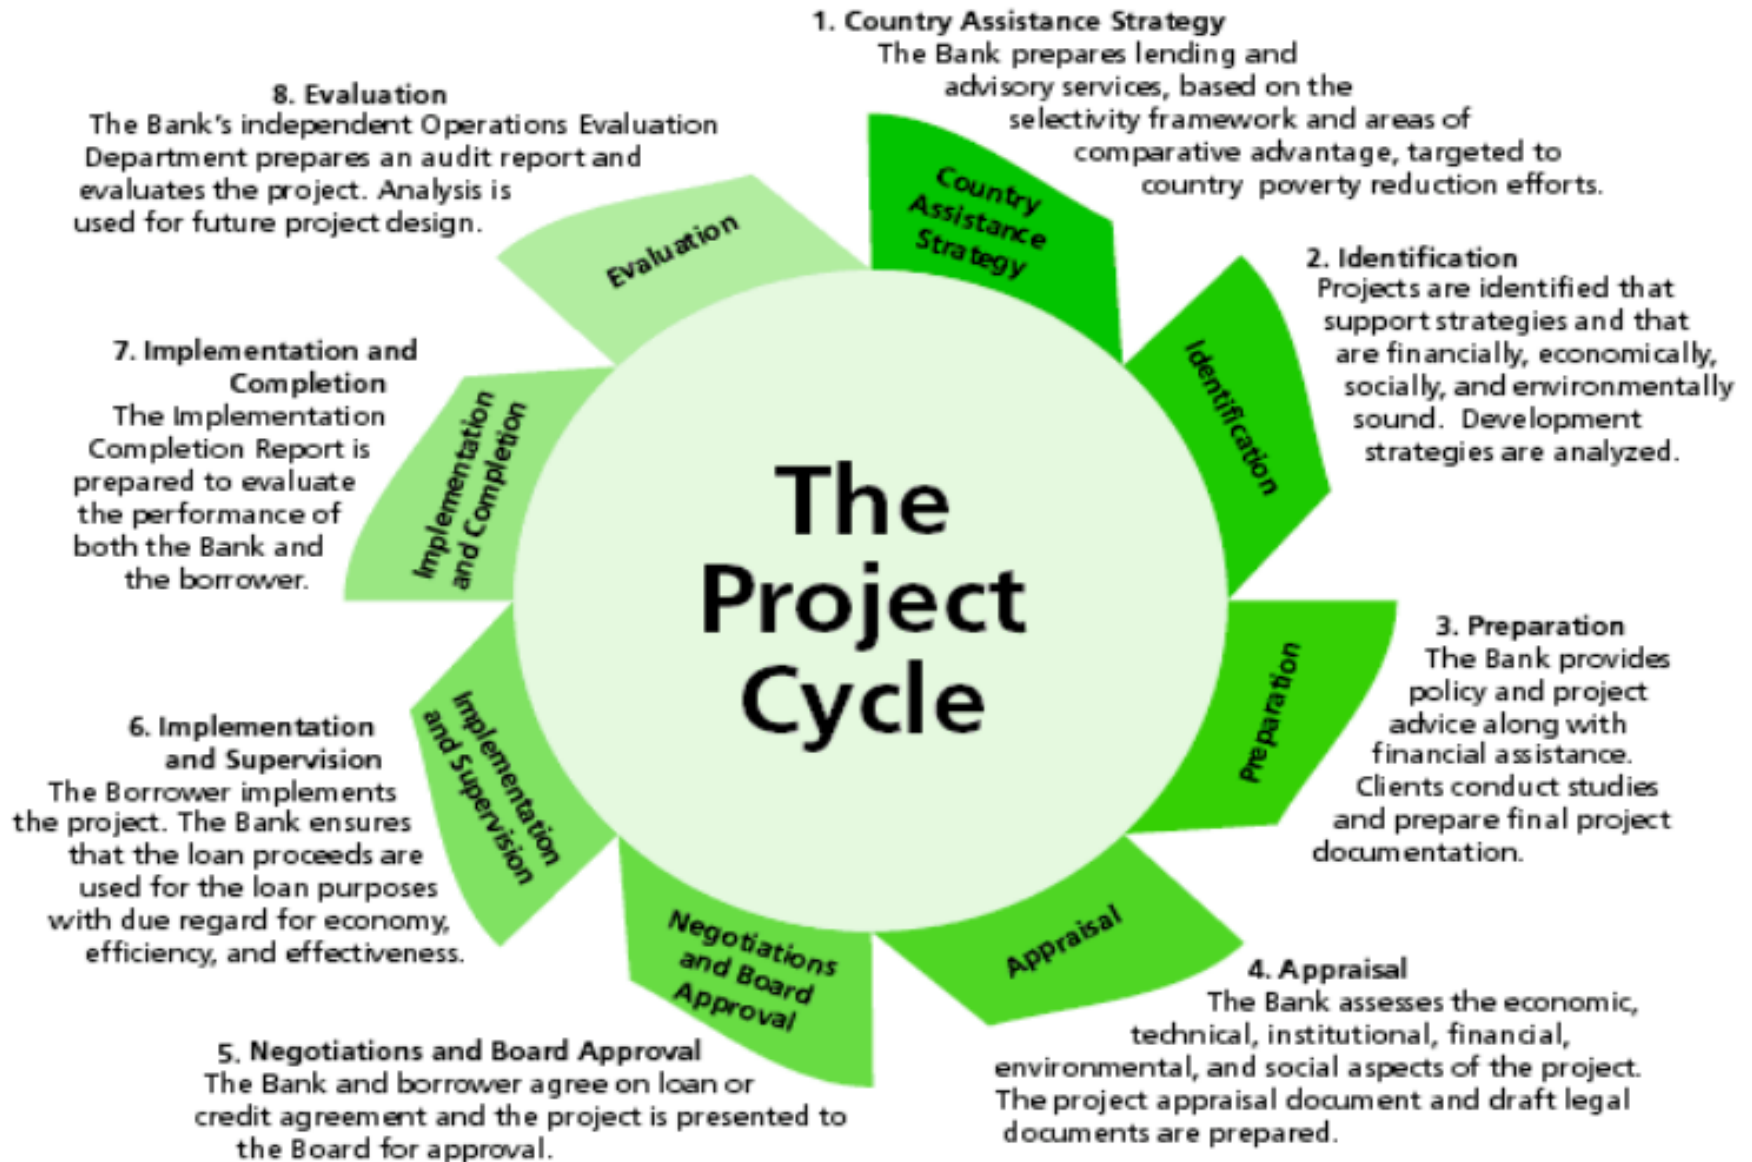 1. Country Assistance Strategy
The Bank prepares lending and
advisory services, based on the
selectivity framework and areas of
comparative advantage, targeted to
country poverty reduction efforts.
2. Identification
Projects are identified that
support strategies and that
are financially, economically,
socially, and environmentally
sound. Development
strategies are analyzed.
3. Preparation
The Bank provides
policy and project
advice along with
financial assistance.
Clients conduct studies
and prepare final project
documentation.
4. Appraisal
The Bank assesses the economic,
technical, institutional, financial,
environmental, and social aspects of the project.
The project appraisal document and draft legal
documents are prepared.
5. Negotiations and Board Approval
The Bank and borrower agree on loan or
credit agreement and the project is presented to
the Board for approval.
6. Implementation
and Supervision
The Borrower implements
the project. The Bank ensures
that the loan proceeds are
used for the loan purposes
with due regard for economy,
efficiency, and effectiveness.
7. Implementation and
Completion
The Implementation
Completion Report is
prepared to evaluate
the performance of
both the Bank and
the borrower.
8. Evaluation
The Bank's independent Operations Evaluation
Department prepares an audit report and
evaluates the project. Analysis is
used for future project design.
Country
Assistance
Strategy
Identification
Preparation
Appraisal
Negotiations
and Board
Approval
Implementation
and Supervision
Implementation
and Completion
Evaluation
The
Project
Cycle